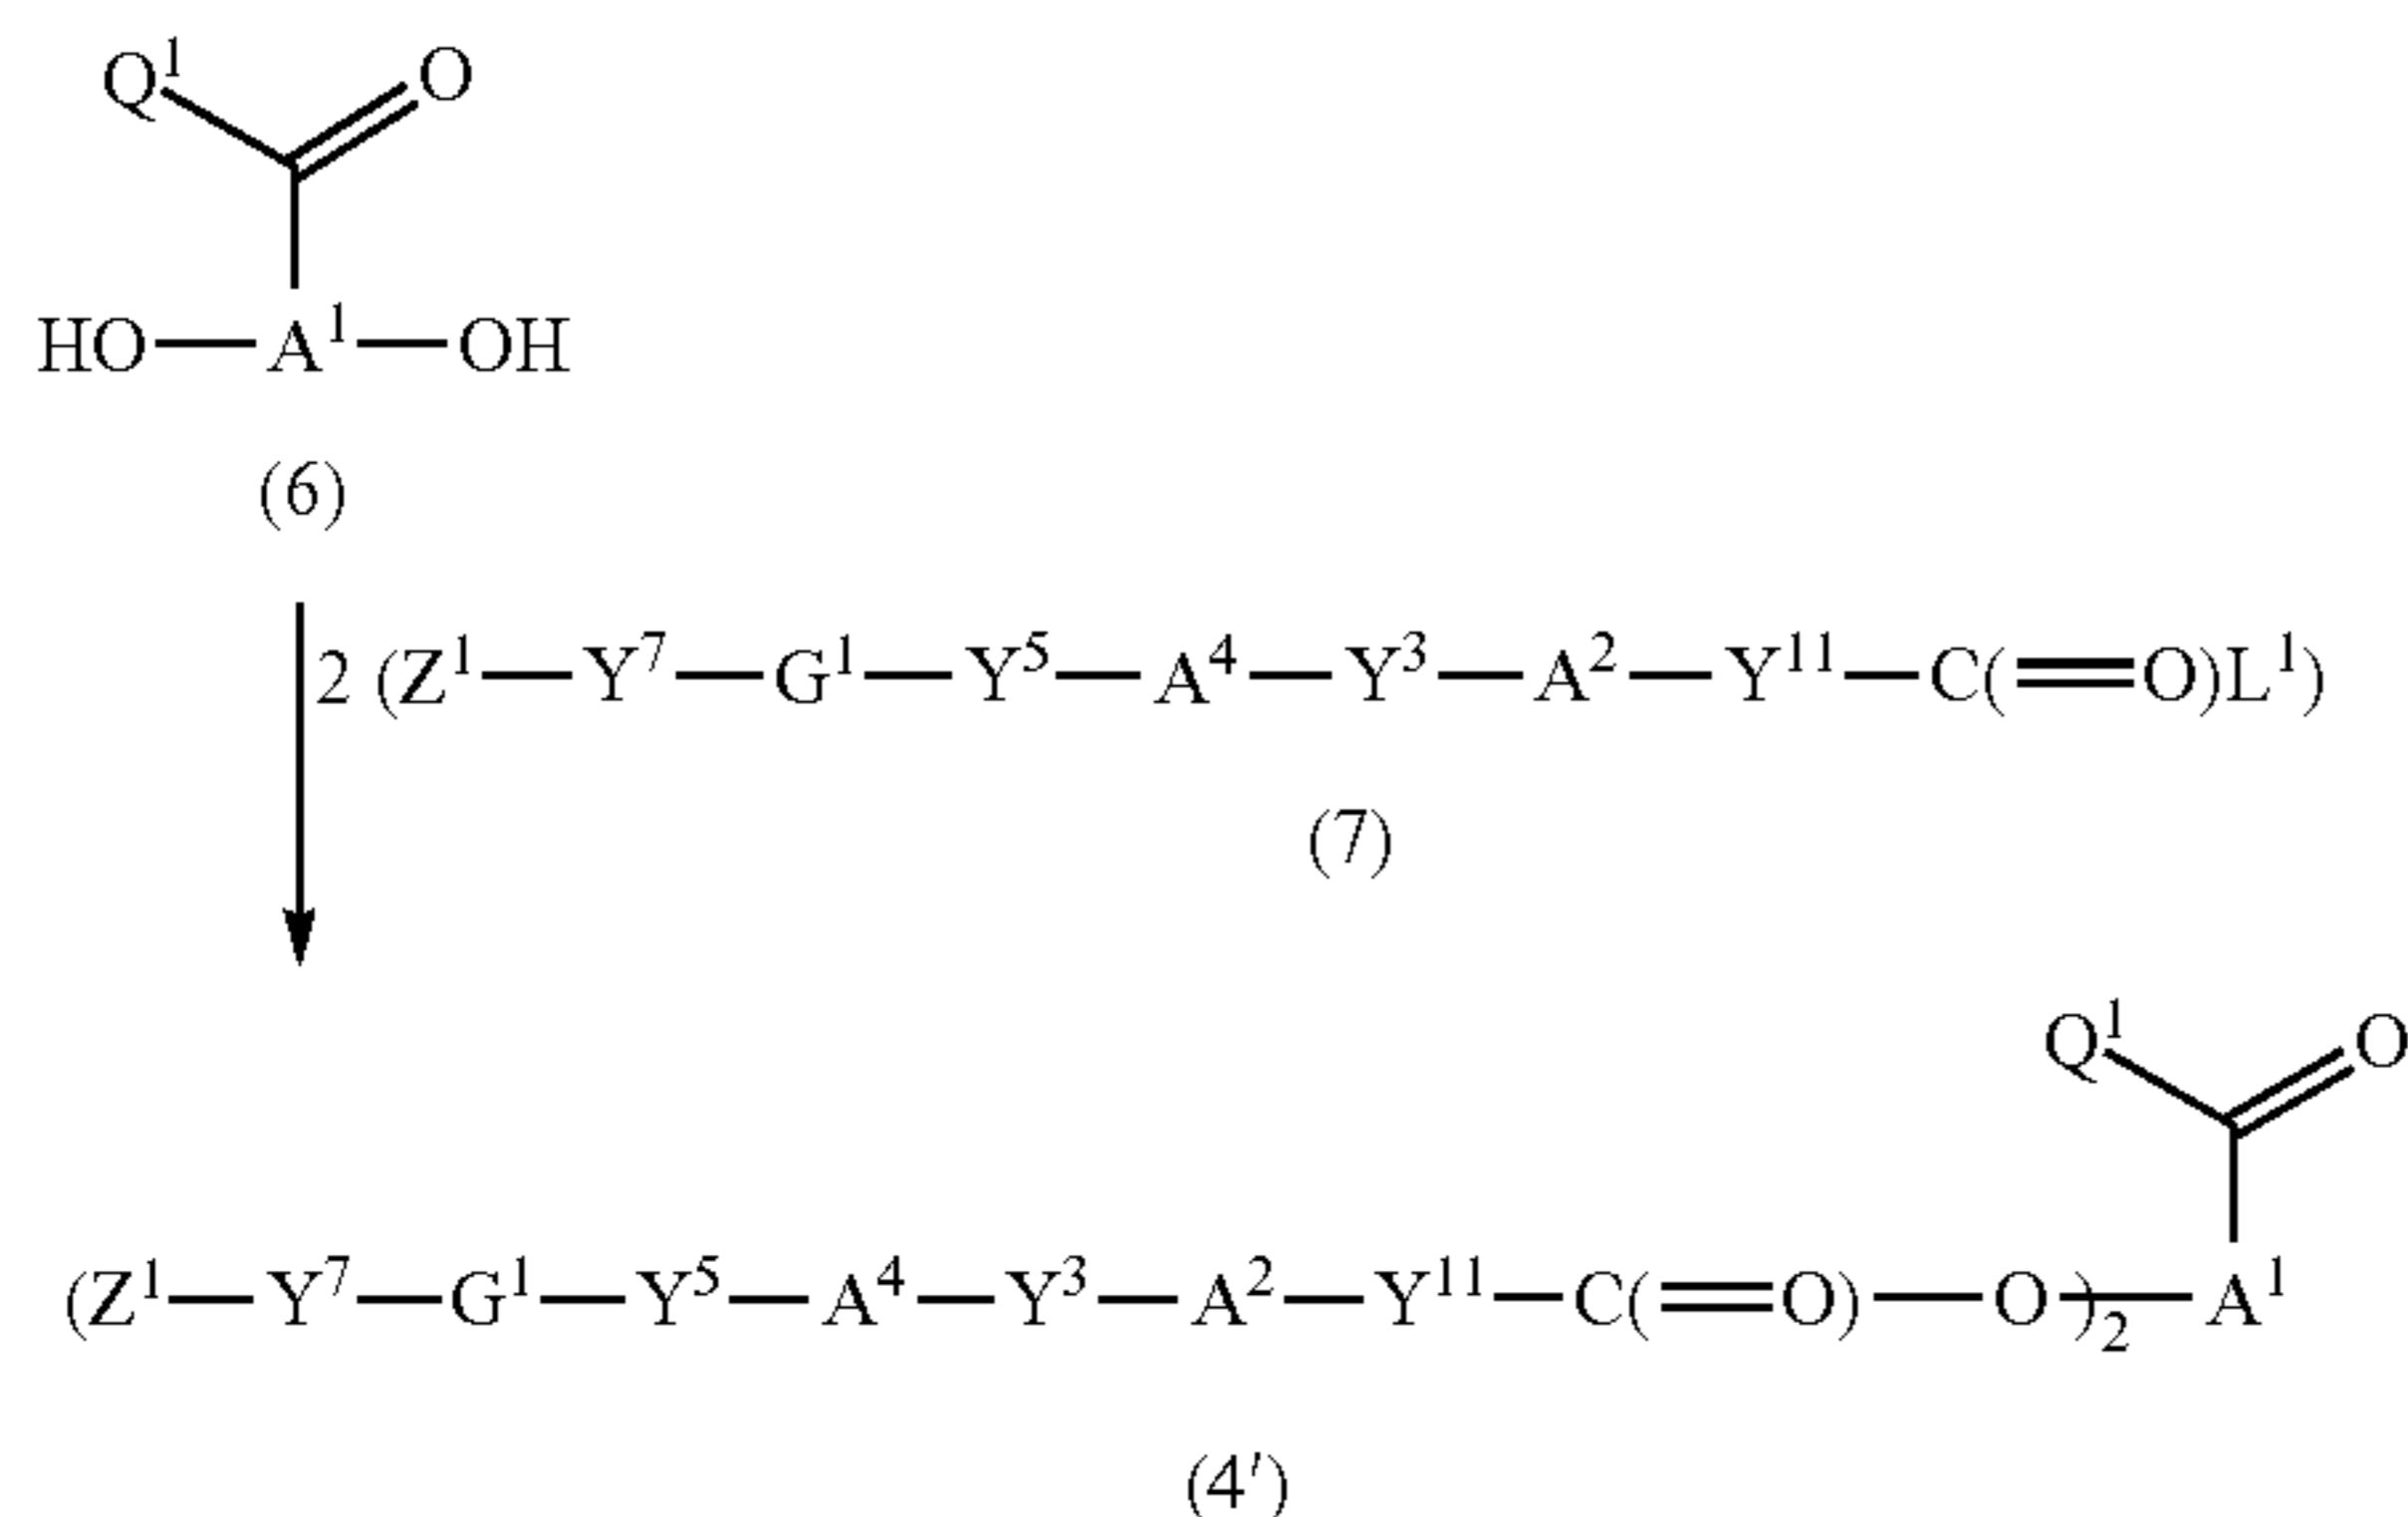 Q¹ O
HO—A¹—OH
(6)
2 (Z¹—Y⁷—G¹—Y⁵—A⁴—Y³—A²—Y¹¹—C(=O)L¹)
(7)
Q¹ O
(Z¹—Y⁷—G¹—Y⁵—A⁴—Y³—A²—Y¹¹—C(=O)—O)₂—A¹
(4′)